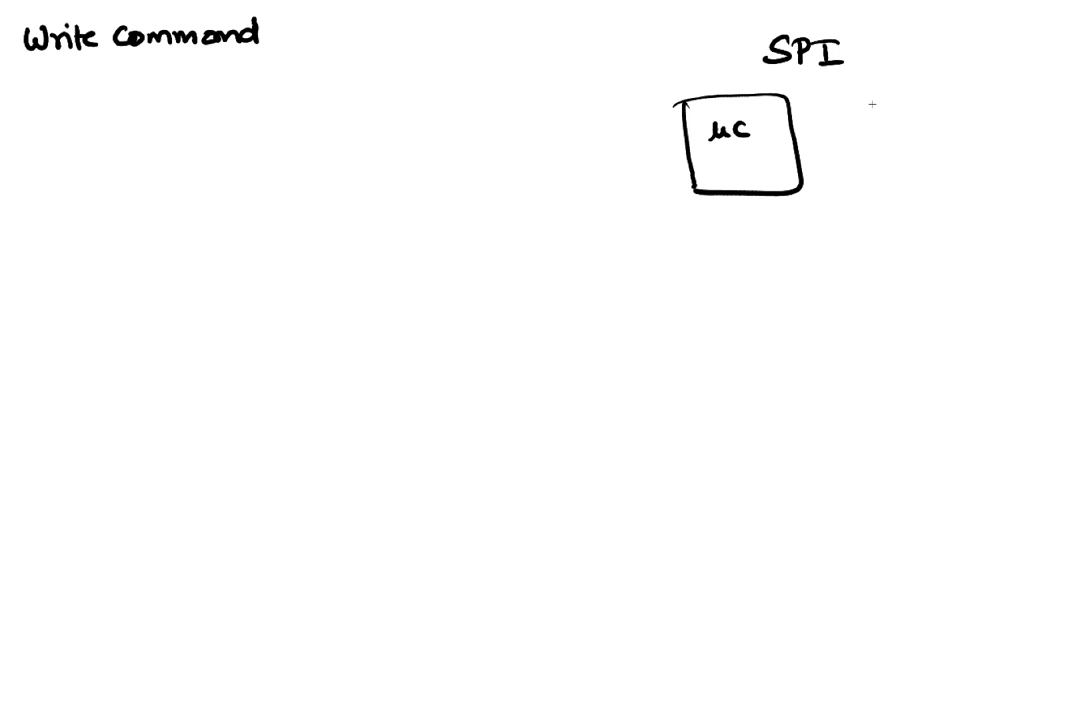 Write Command
SPI
μc